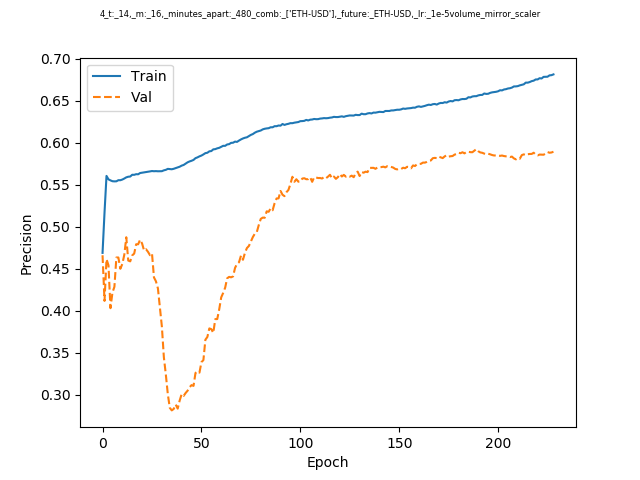 4_t:_14,_m:_16,_minutes_apart:_480_comb:_['ETH-USD'],_future:_ETH-USD,_lr:_1e-5volume_mirror_scaler
0.70
Train
Val
0.65
0.60
0.55
0.50
0.45
0.40
0.35
0.30
Precision
0
50
100
150
200
Epoch